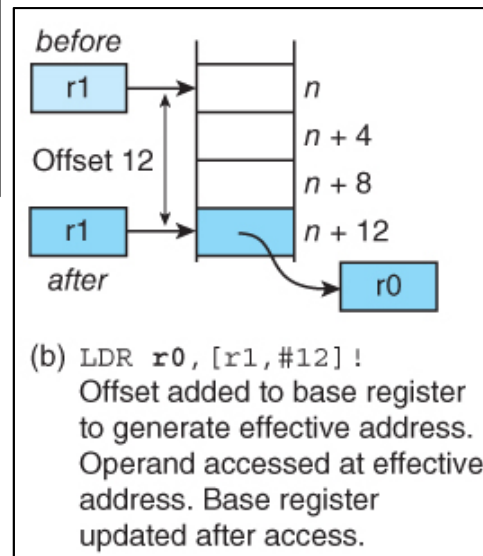 before
r1
n
Offset 12
n + 4
n + 8
r1
n + 12
after
r0
(b) LDR r0, [r1,#12]!
Offset added to base register
to generate effective address.
Operand accessed at effective
address. Base register
updated after access.